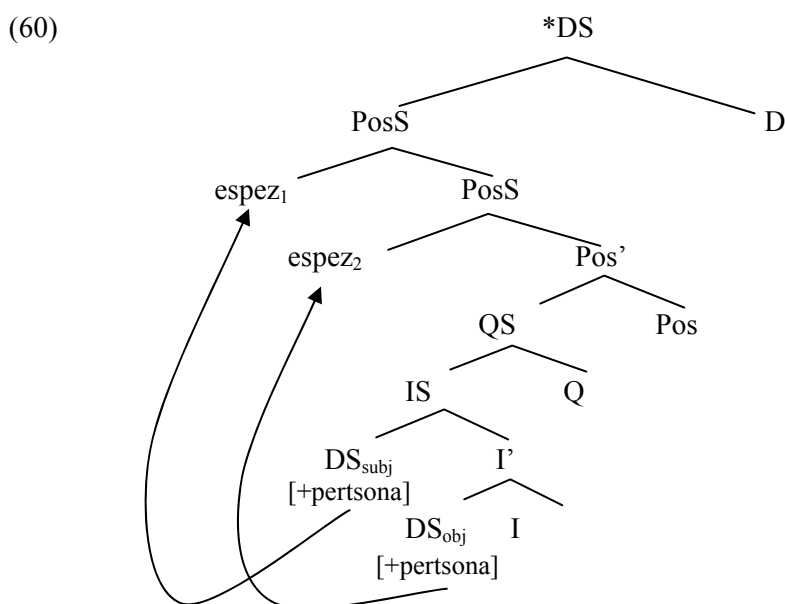 (60) *DS
PosS D
espez₁ PosS
espez₂ Pos’
QS Pos
IS Q
DSsubj I’
[+pertsona]
DSobj I
[+pertsona]